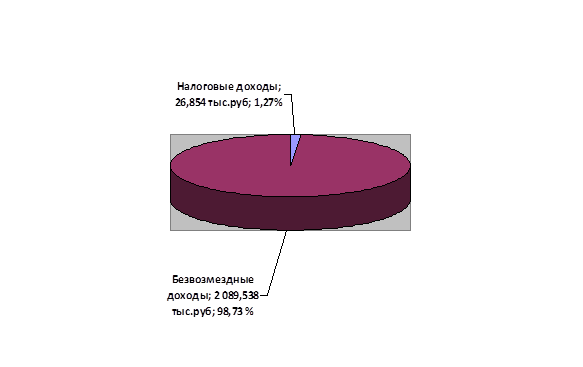 Налоговые доходы;
26,854 тыс.руб; 1,27%
Безвозмездные
доходы; 2 089,538
тыс.руб; 98,73 %